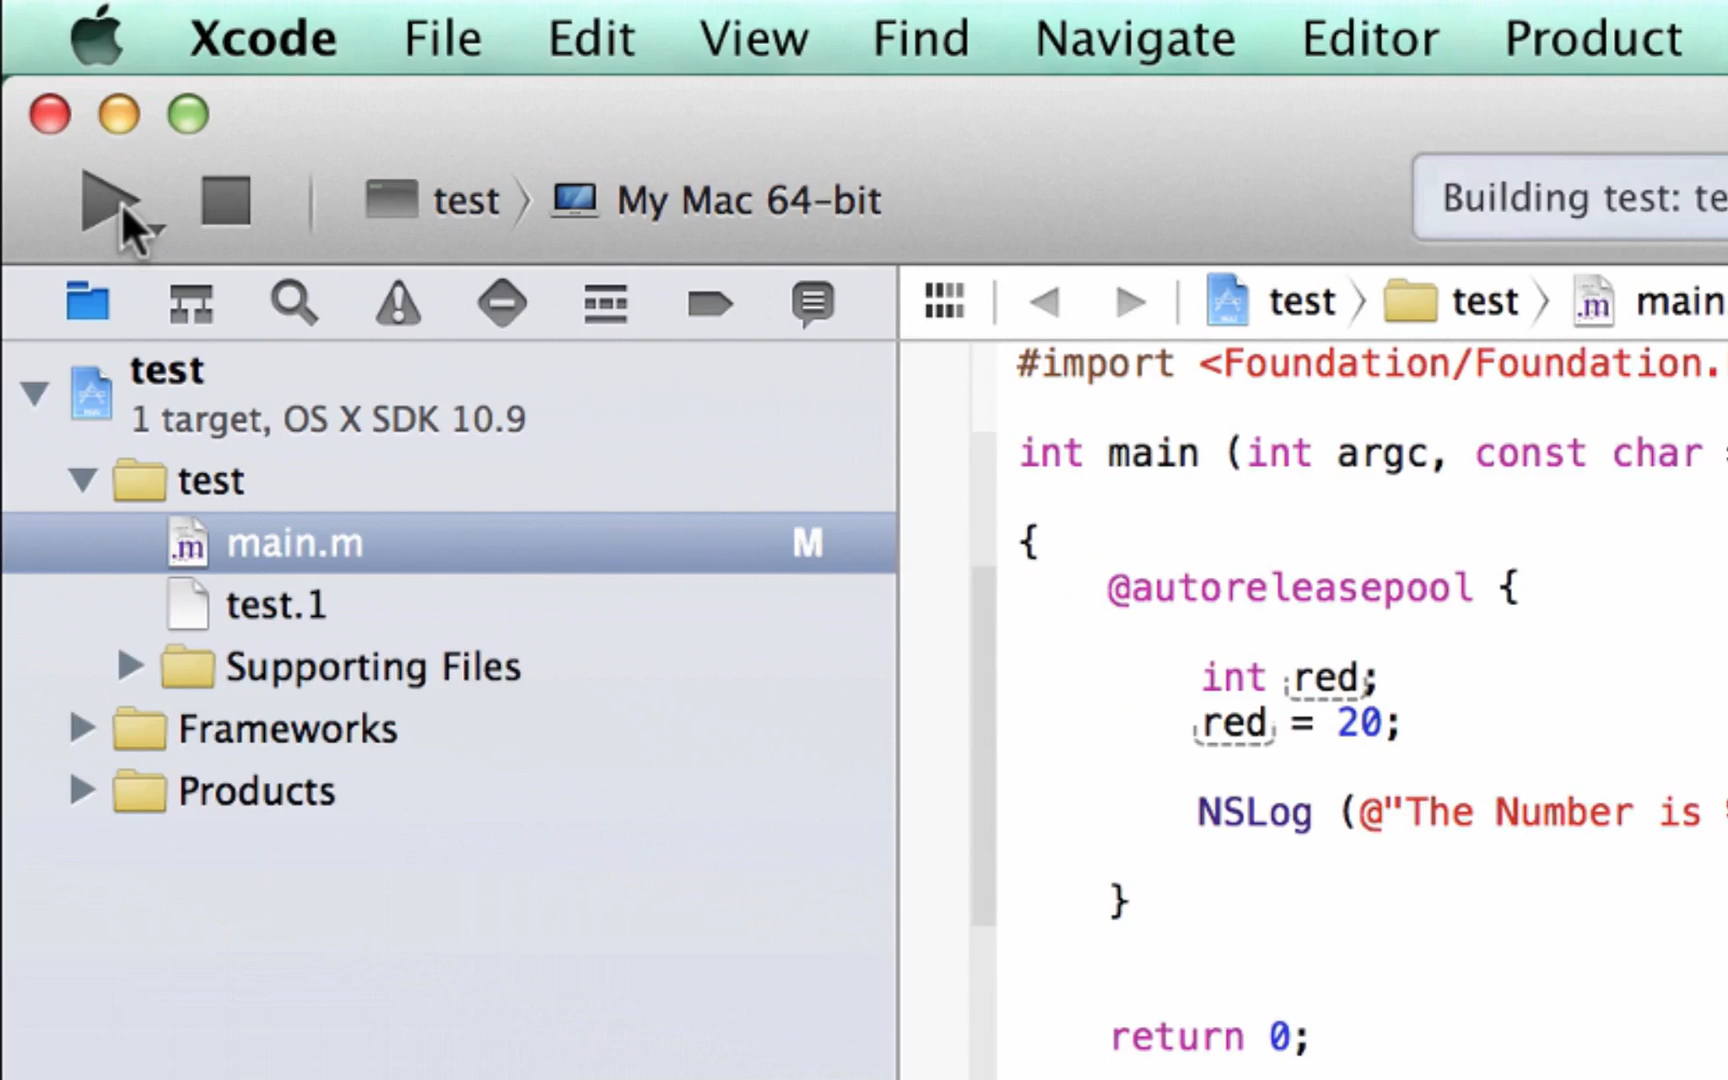 Xcode File Edit View Find Navigate Editor Product
test My Mac 64-bit
Building test: te
test test main
test
1 target, OS X SDK 10.9
test
main.m M
test.1
Supporting Files
Frameworks
Products
#import <Foundation/Foundation.
int main (int argc, const char
{
@autoreleasepool {
int red;
red = 20;
NSLog (@"The Number is
}
return 0;